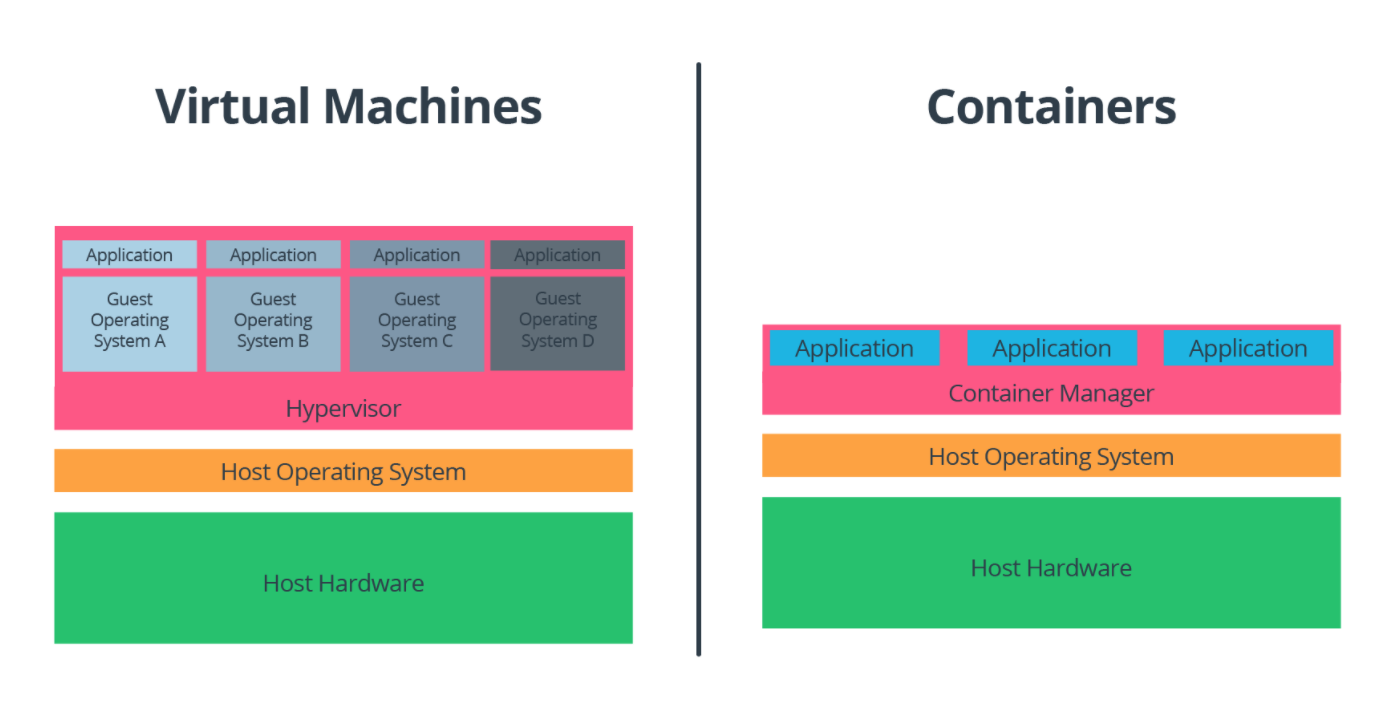 Virtual Machines
Application
Application
Application
Application
Guest
Operating
System A
Guest
Operating
System B
Guest
Operating
System C
Guest
Operating
System D
Hypervisor
Host Operating System
Host Hardware
Containers
Application
Application
Application
Container Manager
Host Operating System
Host Hardware